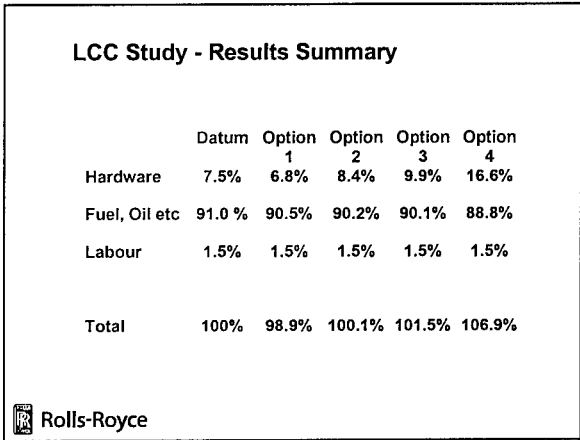 LCC Study - Results Summary
Datum Option Option Option Option
1 2 3 4
Hardware 7.5% 6.8% 8.4% 9.9% 16.6%
Fuel, Oil etc 91.0 % 90.5% 90.2% 90.1% 88.8%
Labour 1.5% 1.5% 1.5% 1.5% 1.5%
Total 100% 98.9% 100.1% 101.5% 106.9%
RR Rolls-Royce